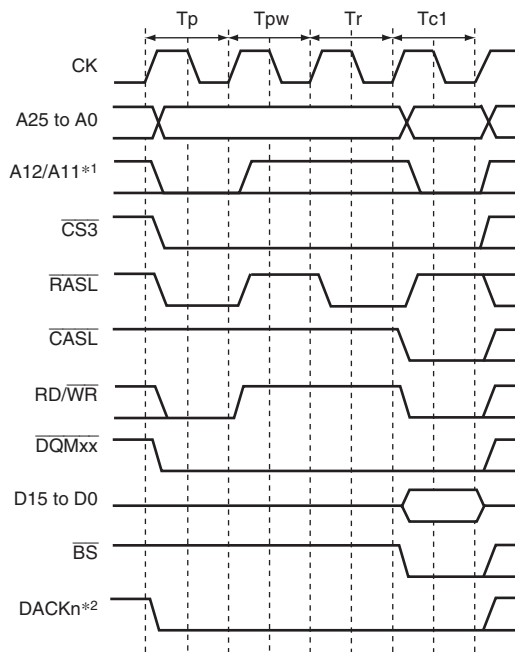 Tp Tpw Tr Tc1
CK
A25 to A0
A12/A11*1
CS3
RASL
CASL
RD/WR
DQMxx
D15 to D0
BS
DACKn*2